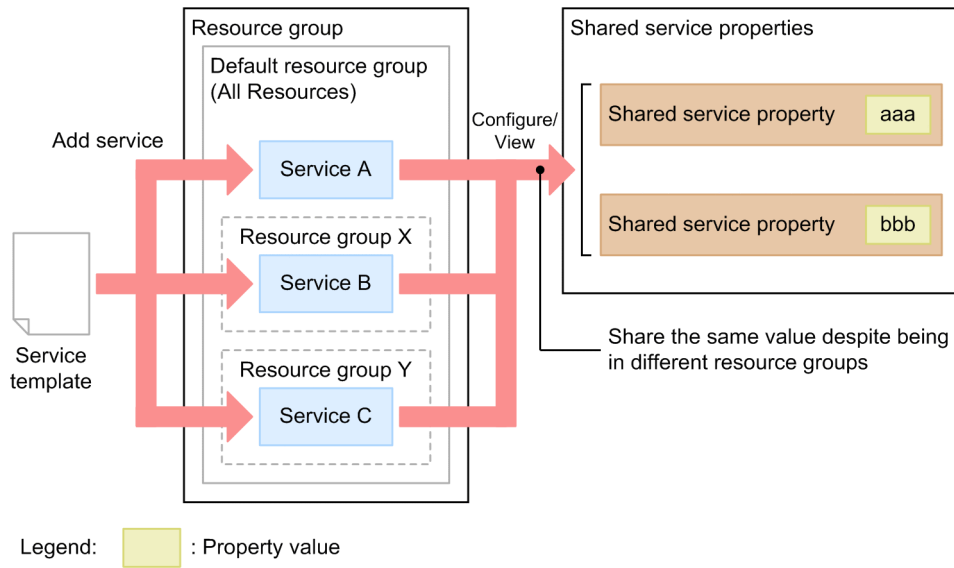 Resource group
Default resource group
(All Resources)
Add service
Service A
Resource group X
Service B
Resource group Y
Service C
Service
template
Configure/
View
Shared service properties
Shared service property aaa
Shared service property bbb
Share the same value despite being
in different resource groups
Legend: : Property value